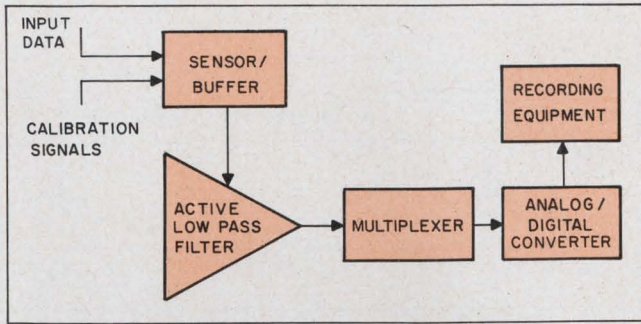 INPUT
DATA
CALIBRATION
SIGNALS
SENSOR/
BUFFER
ACTIVE
LOW PASS
FILTER
MULTIPLEXER
ANALOG/
DIGITAL
CONVERTER
RECORDING
EQUIPMENT